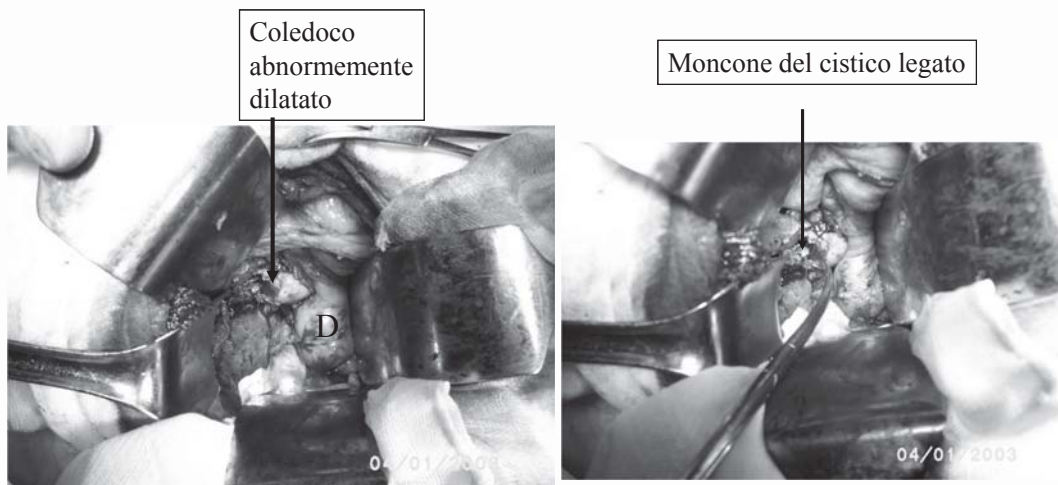 Coledoco
abnormemente
dilatato
Moncone del cistico legato
D
04/01/2003
04/01/2003